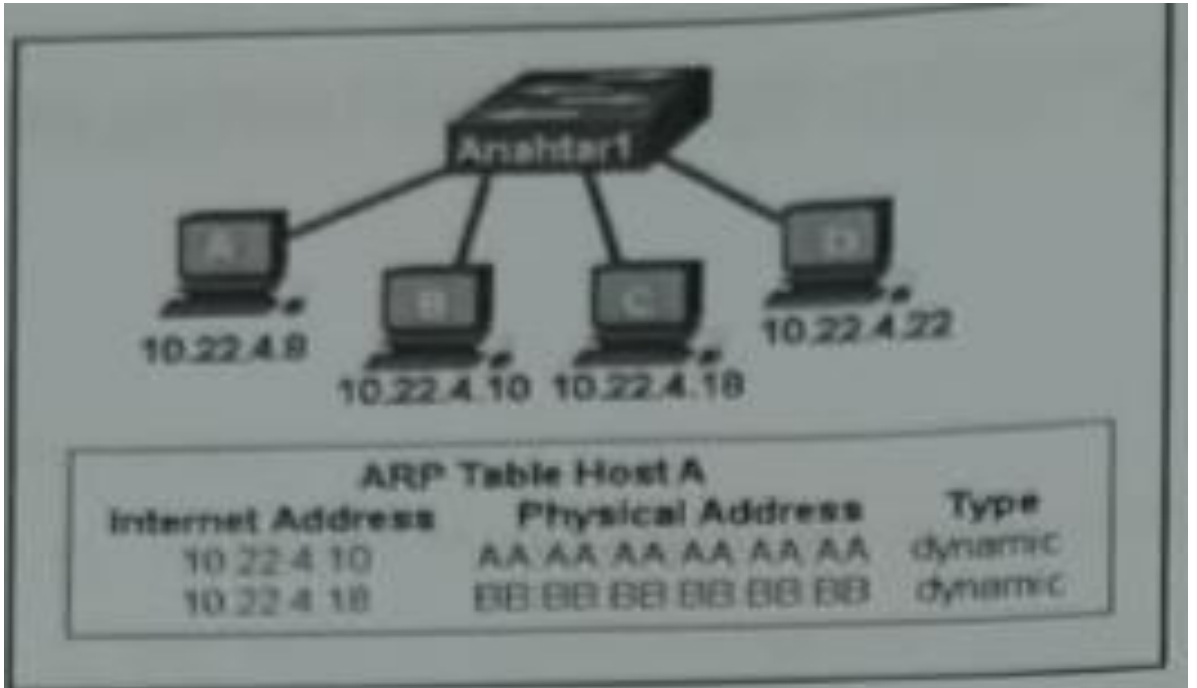 Anahtar1
A
B
C
D
10.22.4.8
10.22.4.10
10.22.4.18
10.22.4.22
ARP Table Host A
Internet Address Physical Address Type
10.22.4.10 AA:AA:AA:AA:AA:AA dynamic
10.22.4.18 BB:BB:BB:BB:BB:BB dynamic